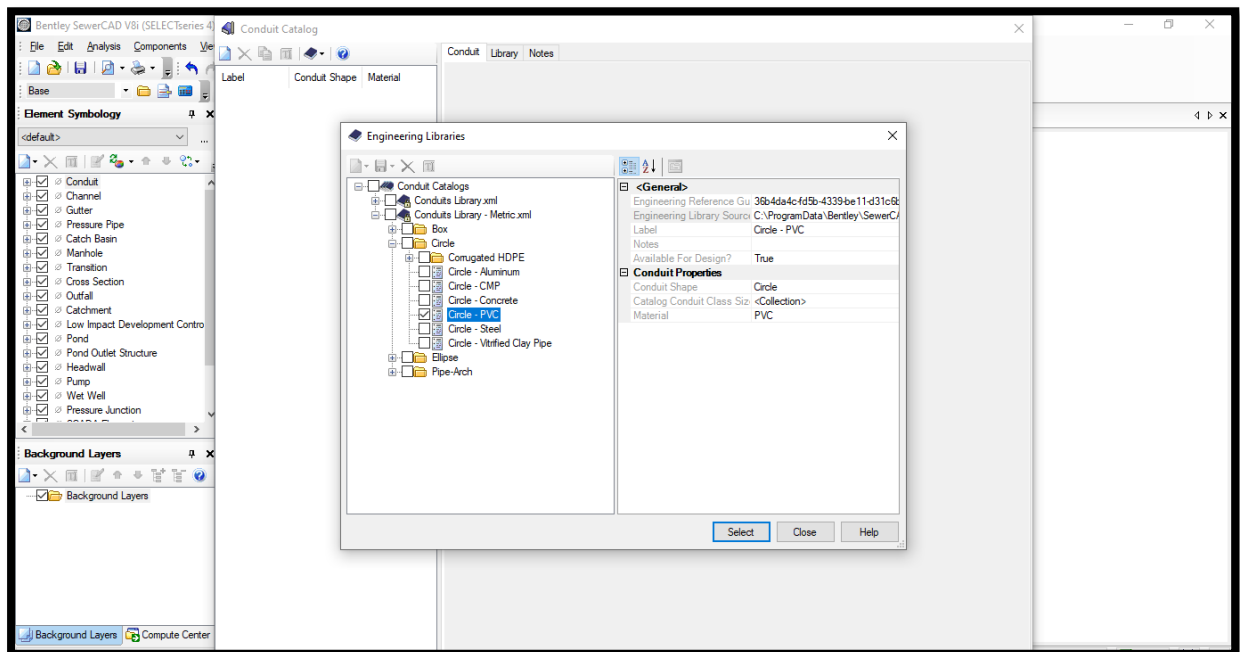 Bentley SewerCAD V8i (SELECTseries 4
File Edit Analysis Components Vie
Base
Element Symbology
<default>
...
Conduit
Channel
Gutter
Pressure Pipe
Catch Basin
Manhole
Transition
Cross Section
Outfall
Catchment
Low Impact Development Contro
Pond
Pond Outlet Structure
Headwall
Pump
Wet Well
Pressure Junction
Background Layers
Background Layers
Background Layers Compute Center
Conduit Catalog
Label Conduit Shape Material
Conduit Library Notes
Engineering Libraries
Conduit Catalogs
Conduits Library.xml
Conduits Library - Metric.xml
Box
Circle
Corrugated HDPE
Circle - Aluminum
Circle - CMP
Circle - Concrete
Circle - PVC
Circle - Steel
Circle - Vitrified Clay Pipe
Ellipse
Pipe-Arch
<General>
Engineering Reference Gu 36b4da4c-fd5b-4339-be11-d31c6b
Engineering Library Source C:\ProgramData\Bentley\SewerCA
Label Circle - PVC
Notes
Available For Design? True
Conduit Properties
Conduit Shape Circle
Catalog Conduit Class Size <Collection>
Material PVC
Select Close Help